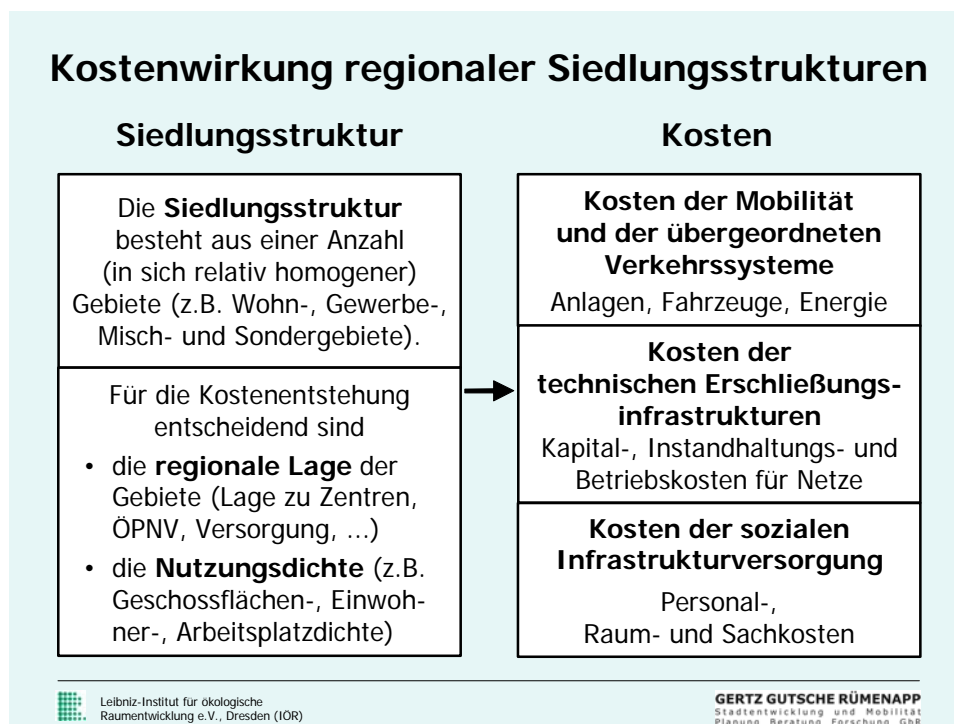 Kostenwirkung regionaler Siedlungsstrukturen
Siedlungsstruktur
Die Siedlungsstruktur
besteht aus einer Anzahl
(in sich relativ homogener)
Gebiete (z.B. Wohn-, Gewerbe-,
Misch- und Sondergebiete).
Für die Kostenentstehung
entscheidend sind
• die regionale Lage der
Gebiete (Lage zu Zentren,
ÖPNV, Versorgung, ...)
• die Nutzungsdichte (z.B.
Geschossflächen-, Einwoh-
ner-, Arbeitsplatzdichte)
Kosten
Kosten der Mobilität
und der übergeordneten
Verkehrssysteme
Anlagen, Fahrzeuge, Energie
Kosten der
technischen Erschließungs-
infrastrukturen
Kapital-, Instandhaltungs- und
Betriebskosten für Netze
Kosten der sozialen
Infrastrukturversorgung
Personal-,
Raum- und Sachkosten
Leibniz-Institut für ökologische
Raumentwicklung e.V., Dresden (IÖR)
GERTZ GUTSCHE RÜMENAPP
Stadtentwicklung und Mobilität
Planung Beratung Forschung GbR